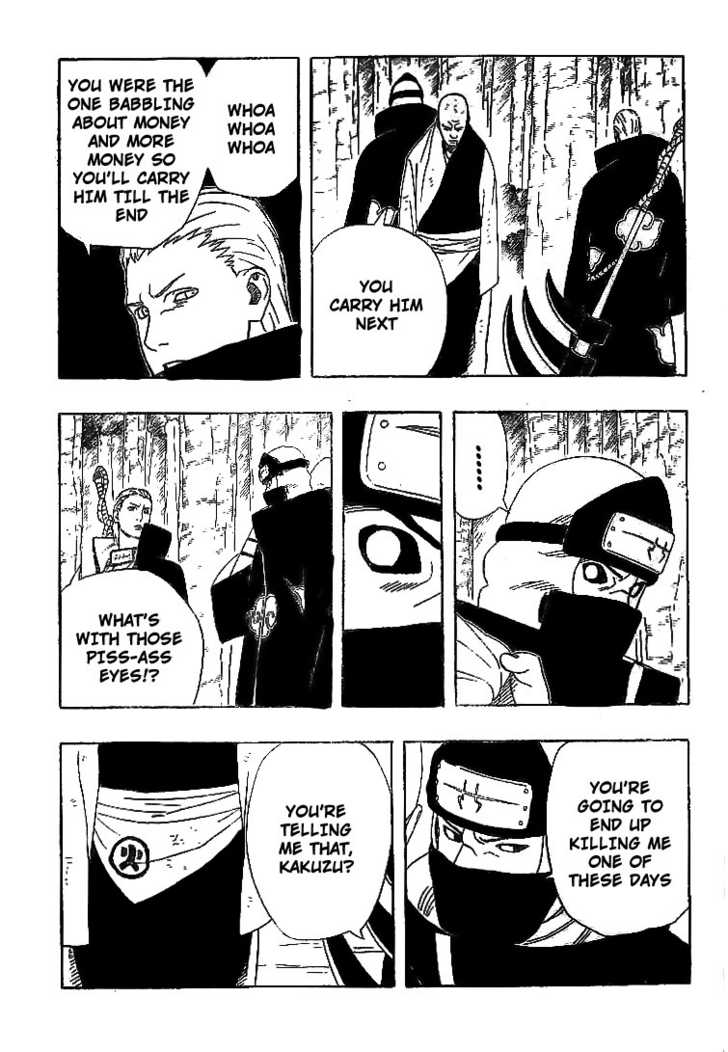 YOU
CARRY HIM
NEXT
WHOA
WHOA
WHOA
YOU WERE THE
ONE BABBLING
ABOUT MONEY
AND MORE
MONEY SO
YOU'LL CARRY
HIM TILL THE
END
......
WHAT'S
WITH THOSE
PISS-ASS
EYES!?
YOU'RE
GOING TO
END UP
KILLING ME
ONE OF
THESE DAYS
YOU'RE
TELLING
ME THAT,
KAKUZU?
火